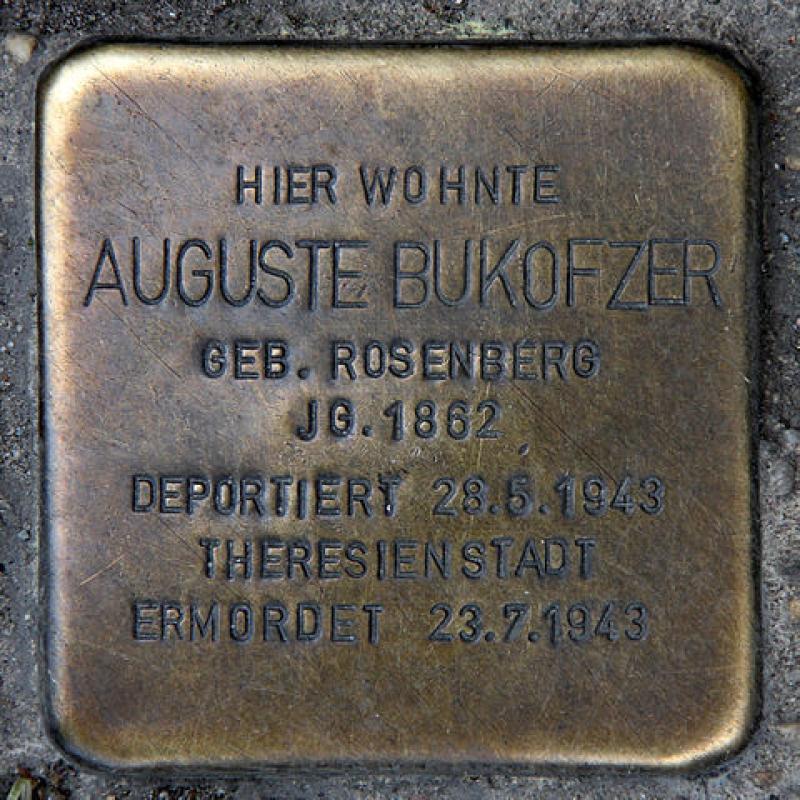 HIER WOHNTE
AUGUSTE BUKOFZER
GEB. ROSENBERG
JG. 1862
DEPORTIERT 28.5.1943
THERESIENSTADT
ERMORDET 23.7.1943